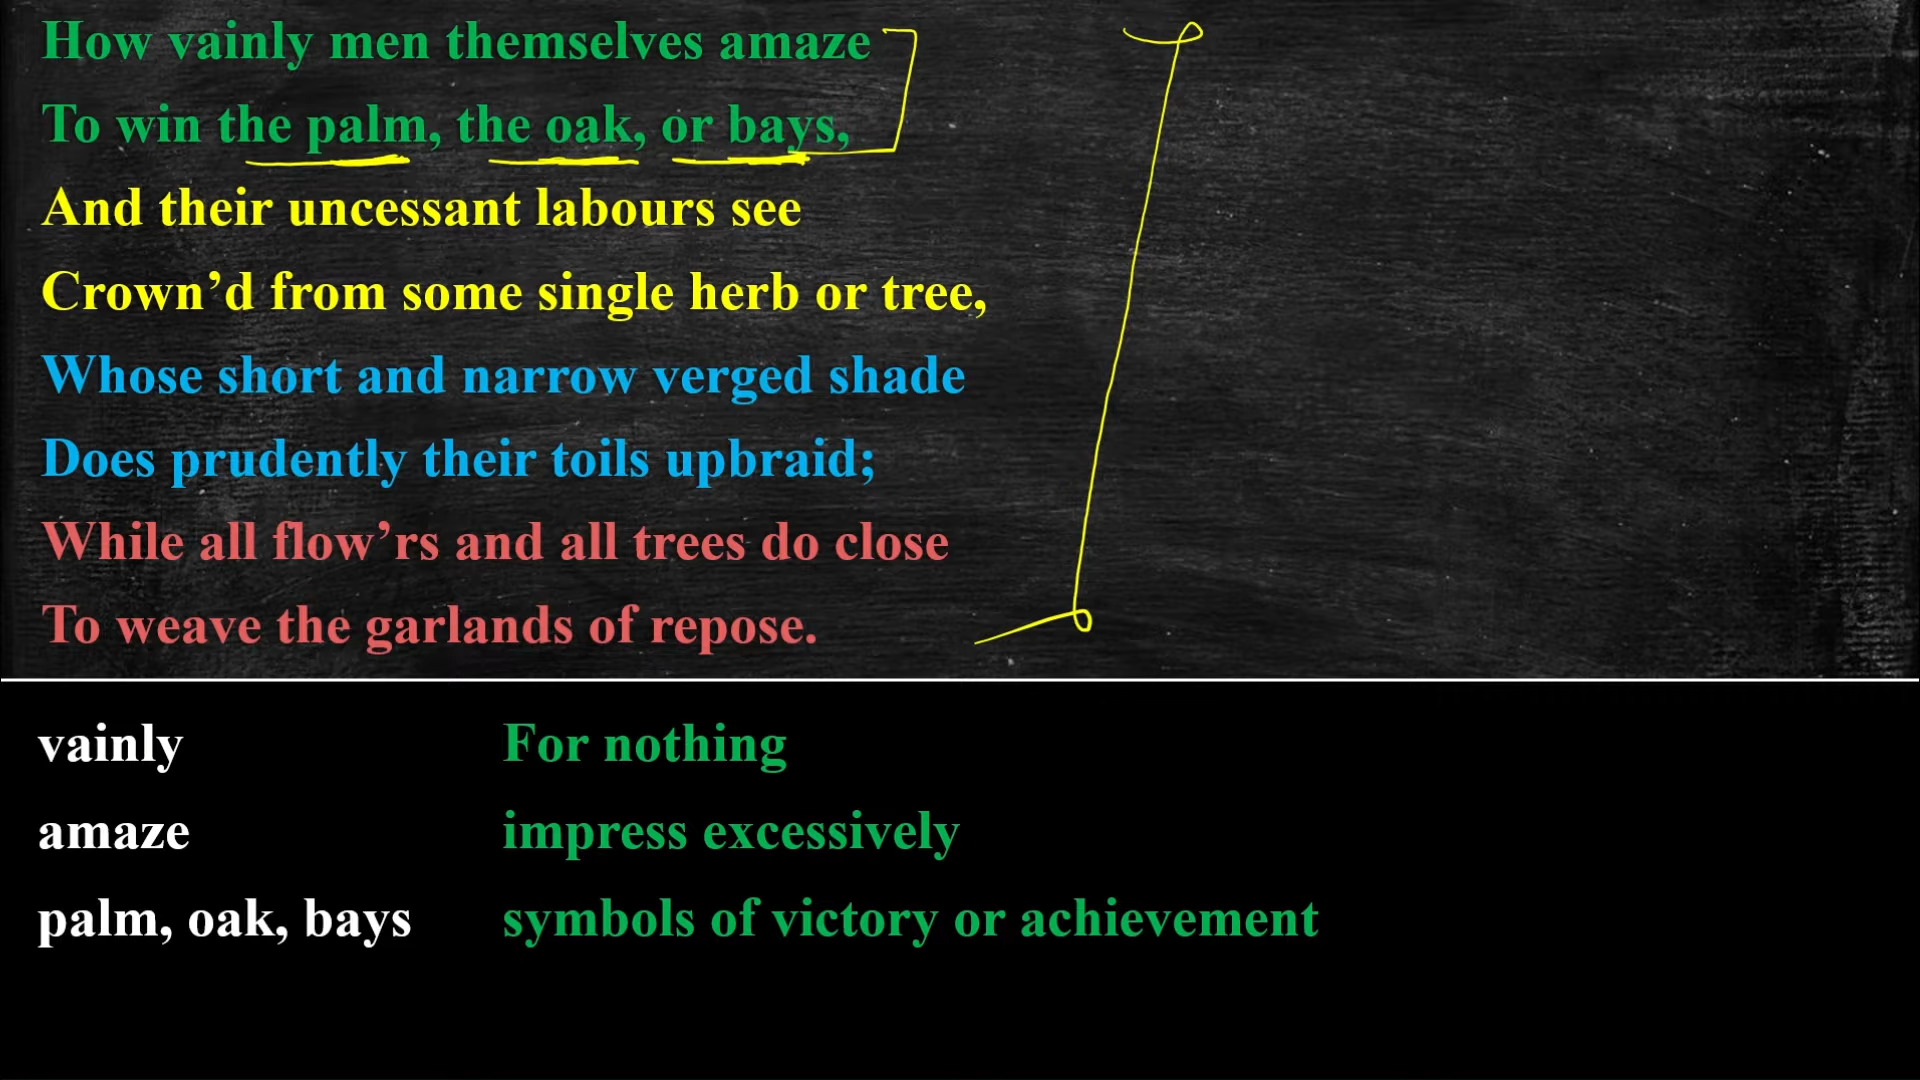 How vainly men themselves amaze
To win the palm, the oak, or bays,
And their uncessant labours see
Crown’d from some single herb or tree,
Whose short and narrow verged shade
Does prudently their toils upbraid;
While all flow’rs and all trees do close
To weave the garlands of repose.
vainly For nothing
amaze impress excessively
palm, oak, bays symbols of victory or achievement